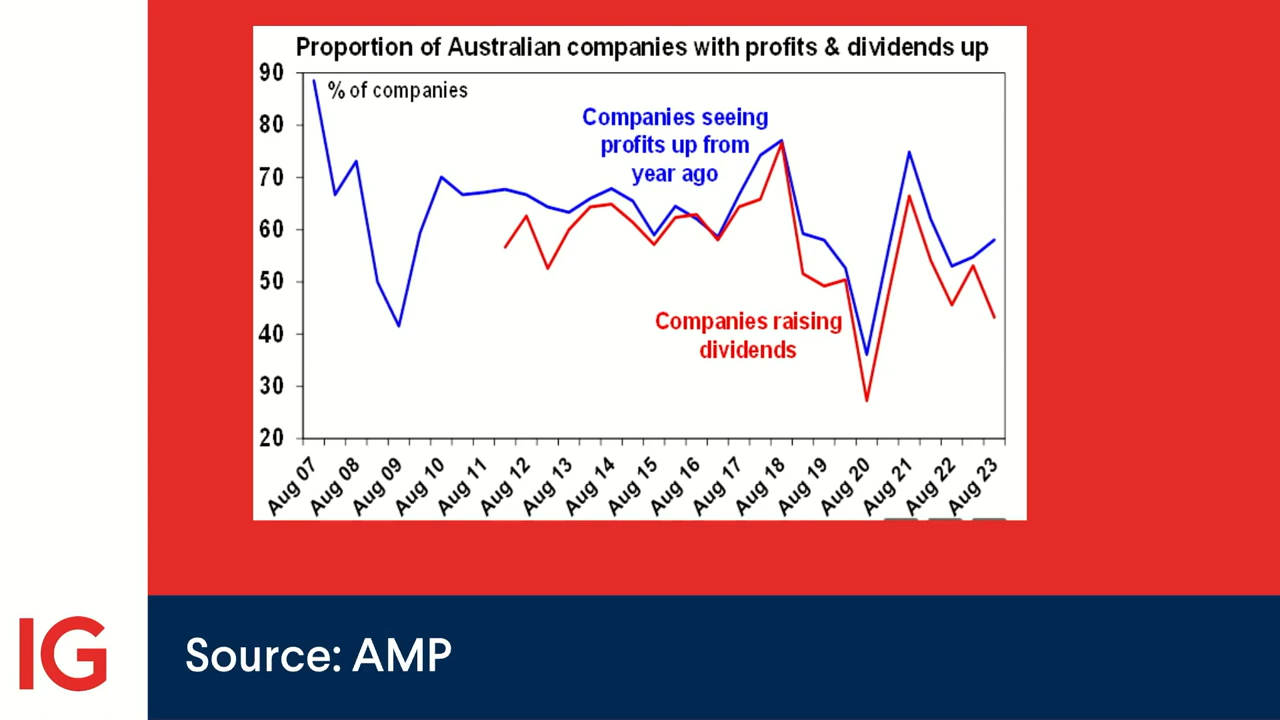 Proportion of Australian companies with profits & dividends up
90
% of companies
80
70
60
50
40
30
20
Companies seeing
profits up from
year ago
Companies raising
dividends
Aug 07
Aug 08
Aug 09
Aug 10
Aug 11
Aug 12
Aug 13
Aug 14
Aug 15
Aug 16
Aug 17
Aug 18
Aug 19
Aug 20
Aug 21
Aug 22
Aug 23
IG
Source: AMP